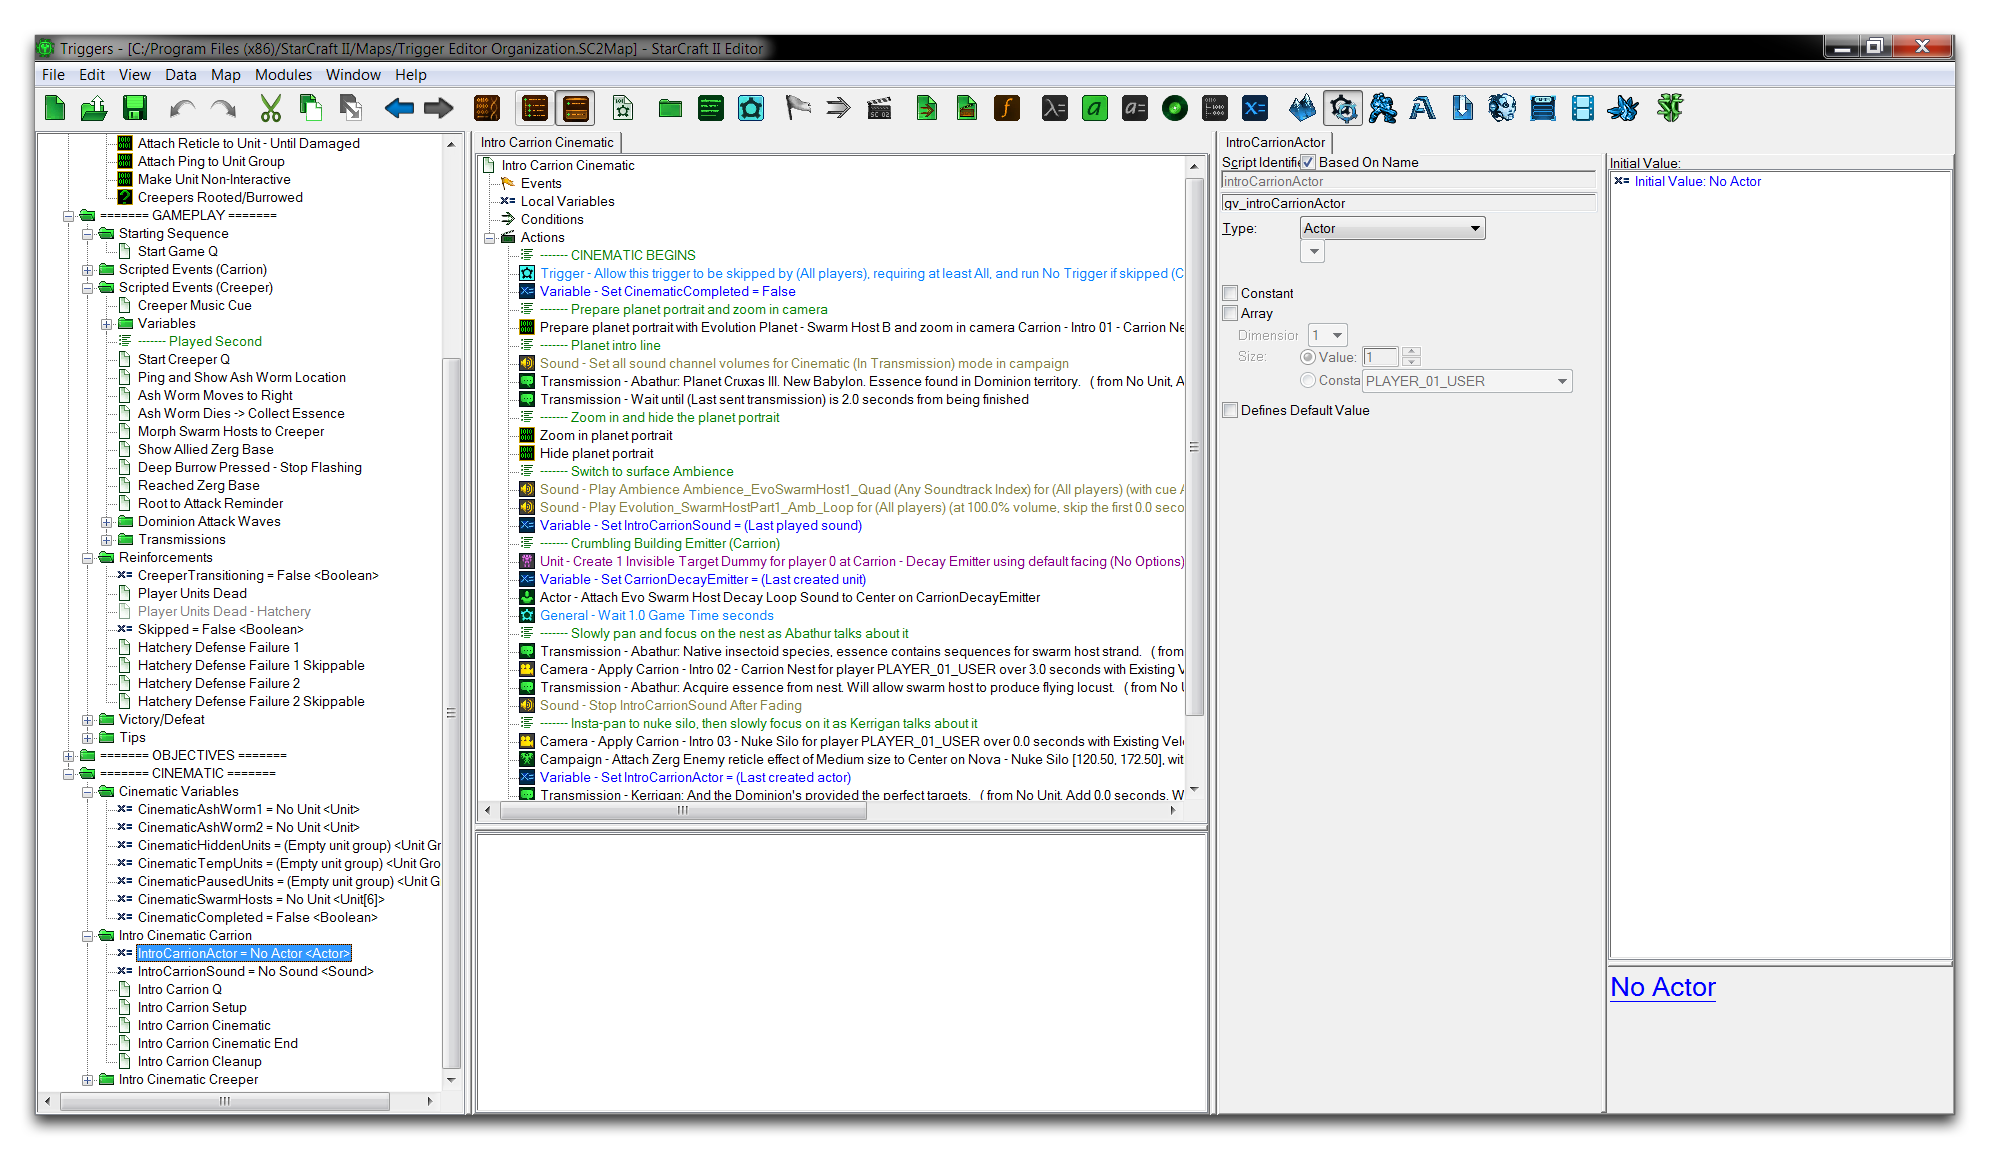 Triggers - [C:/Program Files (x86)/StarCraft II/Maps/Trigger Editor Organization.SC2Map] - StarCraft II Editor
File Edit View Data Map Modules Window Help
Attach Reticle to Unit - Until Damaged
Attach Ping to Unit Group
Make Unit Non-Interactive
Creepers Rooted/Burrowed
======= GAMEPLAY =======
Starting Sequence
Start Game Q
Scripted Events (Carrion)
Scripted Events (Creeper)
Creeper Music Cue
Variables
------- Played Second
Start Creeper Q
Ping and Show Ash Worm Location
Ash Worm Moves to Right
Ash Worm Dies -> Collect Essence
Morph Swarm Hosts to Creeper
Show Allied Zerg Base
Deep Burrow Pressed - Stop Flashing
Reached Zerg Base
Root to Attack Reminder
Dominion Attack Waves
Transmissions
Reinforcements
CreeperTransitioning = False <Boolean>
Player Units Dead
Player Units Dead - Hatchery
Skipped = False <Boolean>
Hatchery Defense Failure 1
Hatchery Defense Failure 1 Skippable
Hatchery Defense Failure 2
Hatchery Defense Failure 2 Skippable
Victory/Defeat
Tips
======= OBJECTIVES =======
======= CINEMATIC =======
Cinematic Variables
CinematicAshWorm1 = No Unit <Unit>
CinematicAshWorm2 = No Unit <Unit>
CinematicHiddenUnits = (Empty unit group) <Unit Gr
CinematicTempUnits = (Empty unit group) <Unit Gro
CinematicPausedUnits = (Empty unit group) <Unit G
CinematicSwarmHosts = No Unit <Unit[6]>
CinematicCompleted = False <Boolean>
Intro Cinematic Carrion
IntroCarrionActor = No Actor <Actor>
IntroCarrionSound = No Sound <Sound>
Intro Carrion Q
Intro Carrion Setup
Intro Carrion Cinematic
Intro Carrion Cinematic End
Intro Carrion Cleanup
Intro Cinematic Creeper
Intro Carrion Cinematic
Intro Carrion Cinematic
Events
Local Variables
Conditions
Actions
------- CINEMATIC BEGINS
Trigger - Allow this trigger to be skipped by (All players), requiring at least All, and run No Trigger if skipped (C
Variable - Set CinematicCompleted = False
------- Prepare planet portrait and zoom in camera
Prepare planet portrait with Evolution Planet - Swarm Host B and zoom in camera Carrion - Intro 01 - Carrion Ne
------- Planet intro line
Sound - Set all sound channel volumes for Cinematic (In Transmission) mode in campaign
Transmission - Abathur: Planet Cruxas III. New Babylon. Essence found in Dominion territory. ( from No Unit, A
Transmission - Wait until (Last sent transmission) is 2.0 seconds from being finished
------- Zoom in and hide the planet portrait
Zoom in planet portrait
Hide planet portrait
------- Switch to surface Ambience
Sound - Play Ambience Ambience_EvoSwarmHost1_Quad (Any Soundtrack Index) for (All players) (with cue A
Sound - Play Evolution_SwarmHostPart1_Amb_Loop for (All players) (at 100.0% volume, skip the first 0.0 seco
Variable - Set IntroCarrionSound = (Last played sound)
------- Crumbling Building Emitter (Carrion)
Unit - Create 1 Invisible Target Dummy for player 0 at Carrion - Decay Emitter using default facing (No Options)
Variable - Set CarrionDecayEmitter = (Last created unit)
Actor - Attach Evo Swarm Host Decay Loop Sound to Center on CarrionDecayEmitter
General - Wait 1.0 Game Time seconds
------- Slowly pan and focus on the nest as Abathur talks about it
Transmission - Abathur: Native insectoid species, essence contains sequences for swarm host strand. ( from
Camera - Apply Carrion - Intro 02 - Carrion Nest for player PLAYER_01_USER over 3.0 seconds with Existing V
Transmission - Abathur: Acquire essence from nest. Will allow swarm host to produce flying locust. ( from No U
Sound - Stop IntroCarrionSound After Fading
------- Insta-pan to nuke silo, then slowly focus on it as Kerrigan talks about it
Camera - Apply Carrion - Intro 03 - Nuke Silo for player PLAYER_01_USER over 0.0 seconds with Existing Velo
Campaign - Attach Zerg Enemy reticle effect of Medium size to Center on Nova - Nuke Silo [120.50, 172.50], wit
Variable - Set IntroCarrionActor = (Last created actor)
Transmission - Kerrigan: And the Dominion's provided the perfect targets. ( from No Unit, Add 0.0 seconds, W
IntroCarrionActor
Script Identifie Based On Name
introCarrionActor
gv_introCarrionActor
Type: Actor
Constant
Array
Dimension 1
Size: Value: 1
Consta PLAYER_01_USER
Defines Default Value
Initial Value:
Initial Value: No Actor
No Actor